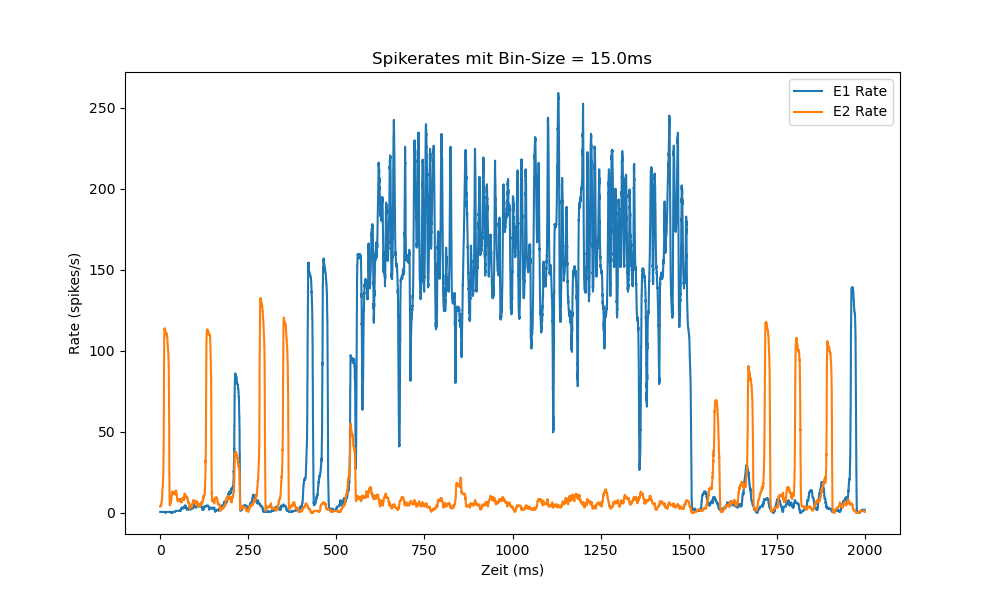 Spikerates mit Bin-Size = 15.0ms
E1 Rate
E2 Rate
250
200
150
100
50
0
Rate (spikes/s)
0 250 500 750 1000 1250 1500 1750 2000
Zeit (ms)